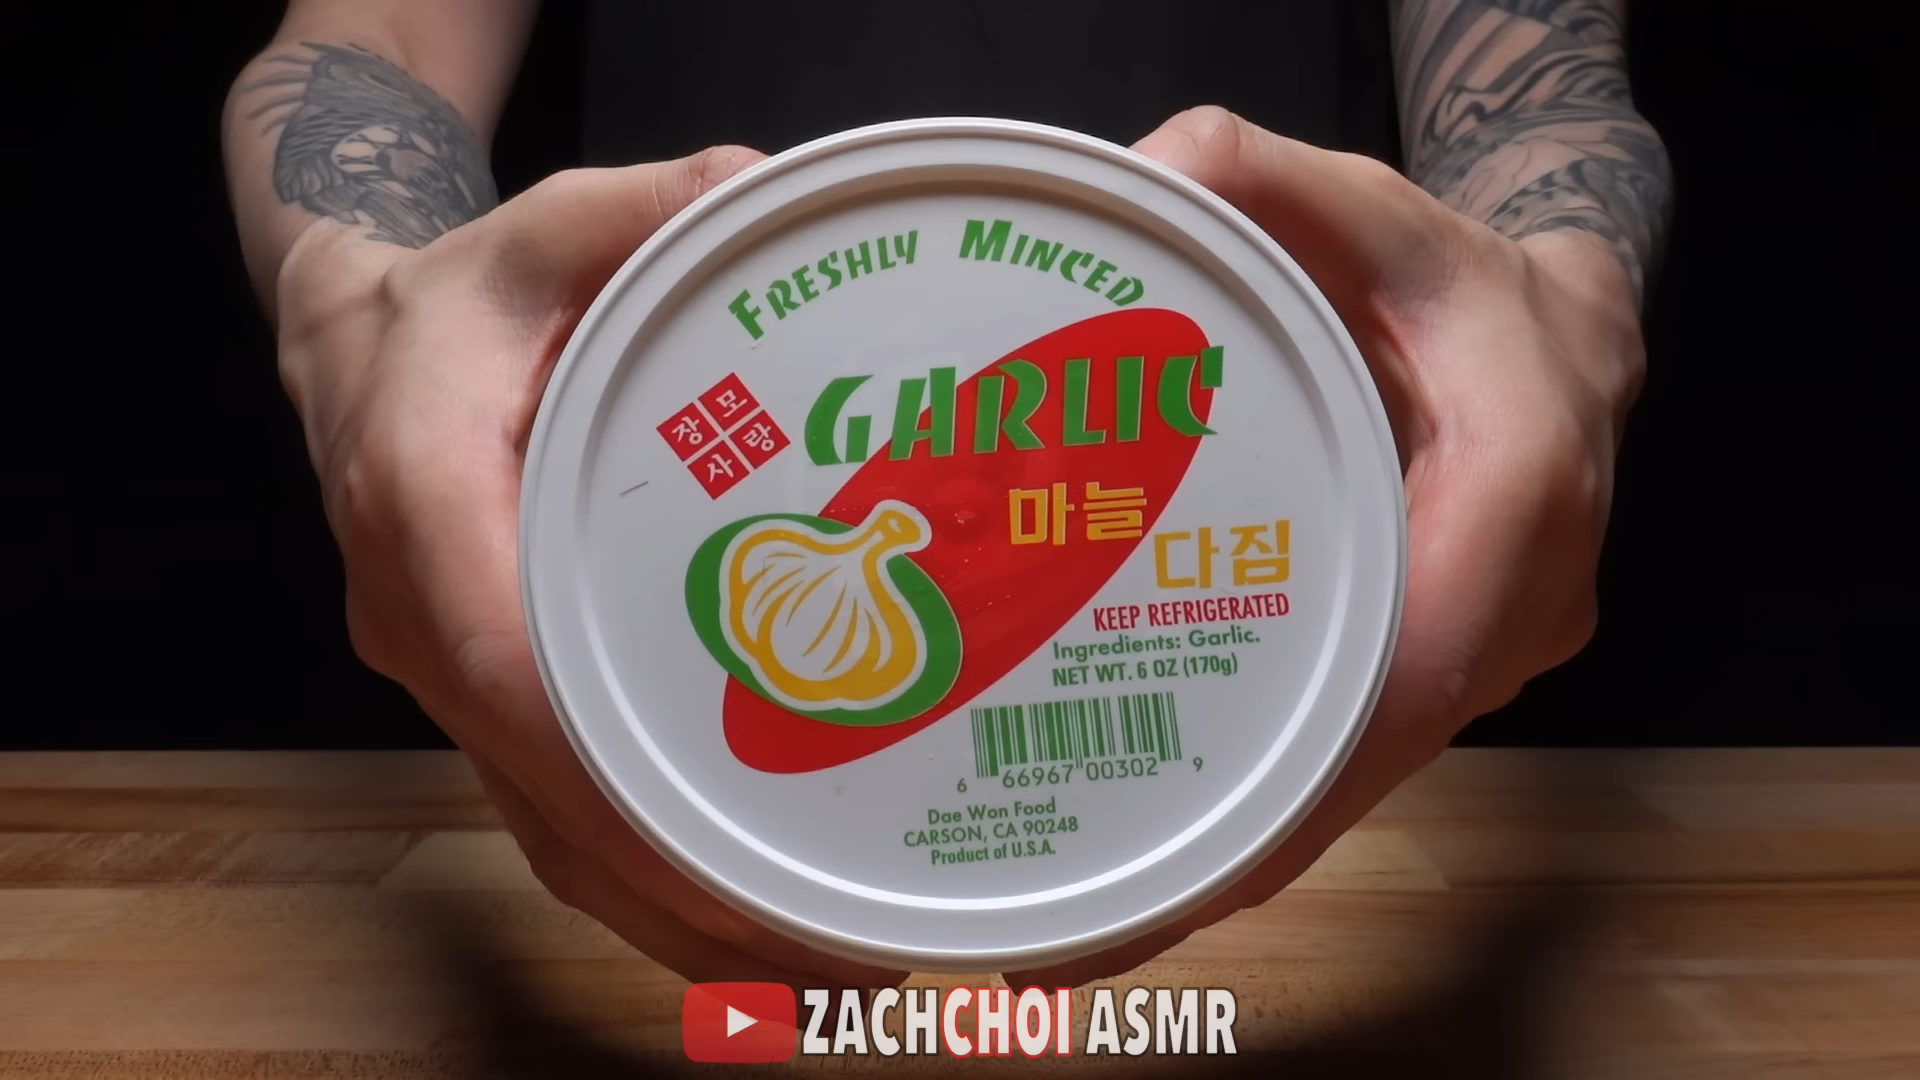 FRESHLY MINCED
GARLIC
장모
사랑
마늘
다짐
KEEP REFRIGERATED
Ingredients: Garlic.
NET WT. 6 OZ (170g)
6 66967 00302 9
Dae Won Food
CARSON, CA 90248
Product of U.S.A.
ZACHCHOI ASMR